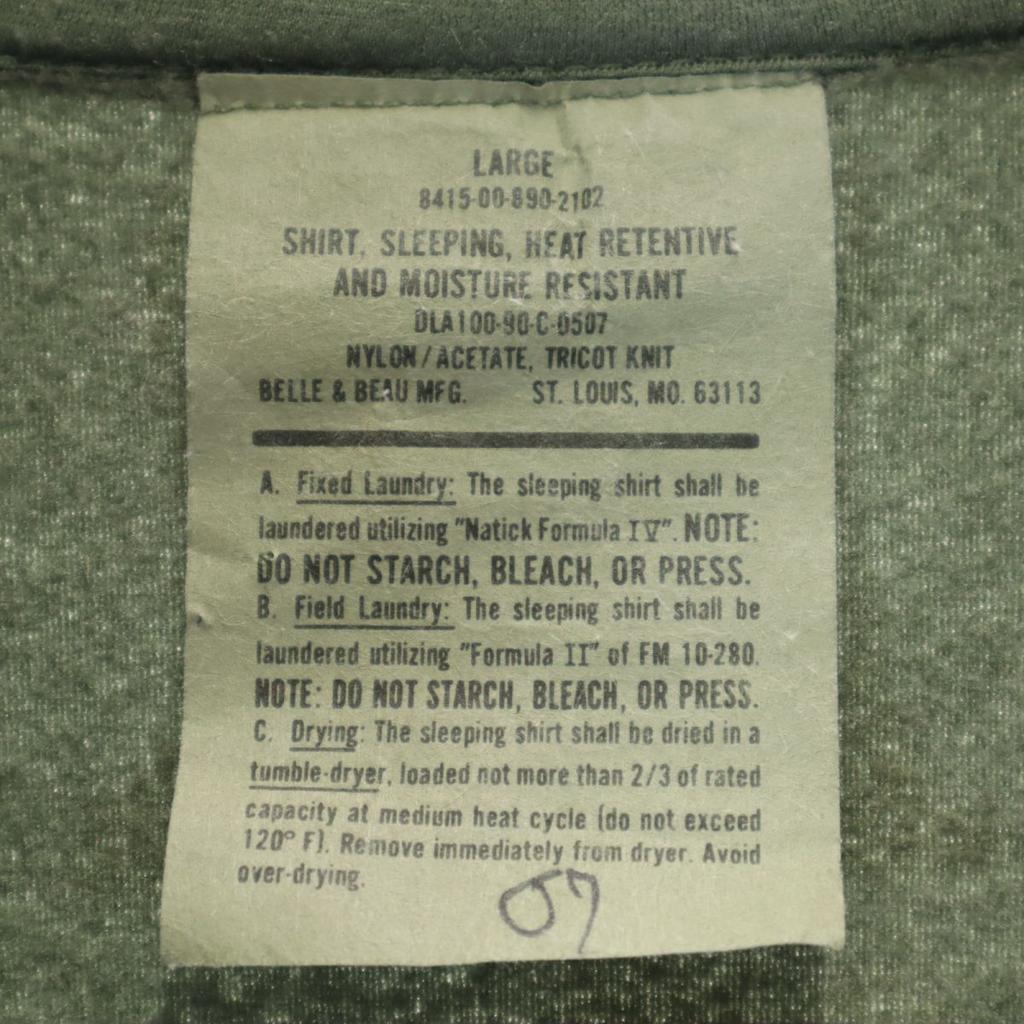 LARGE
8415-00-890-2102
SHIRT, SLEEPING, HEAT RETENTIVE
AND MOISTURE RESISTANT
DLA100-90-C-0507
NYLON/ACETATE, TRICOT KNIT
BELLE & BEAU MFG. ST. LOUIS, MO. 63113
A. Fixed Laundry: The sleeping shirt shall be
laundered utilizing "Natick Formula IV". NOTE:
DO NOT STARCH, BLEACH, OR PRESS.
B. Field Laundry: The sleeping shirt shall be
laundered utilizing "Formula II" of FM 10-280.
NOTE: DO NOT STARCH, BLEACH, OR PRESS.
C. Drying: The sleeping shirt shall be dried in a
tumble-dryer, loaded not more than 2/3 of rated
capacity at medium heat cycle (do not exceed
120° F). Remove immediately from dryer. Avoid
over-drying.